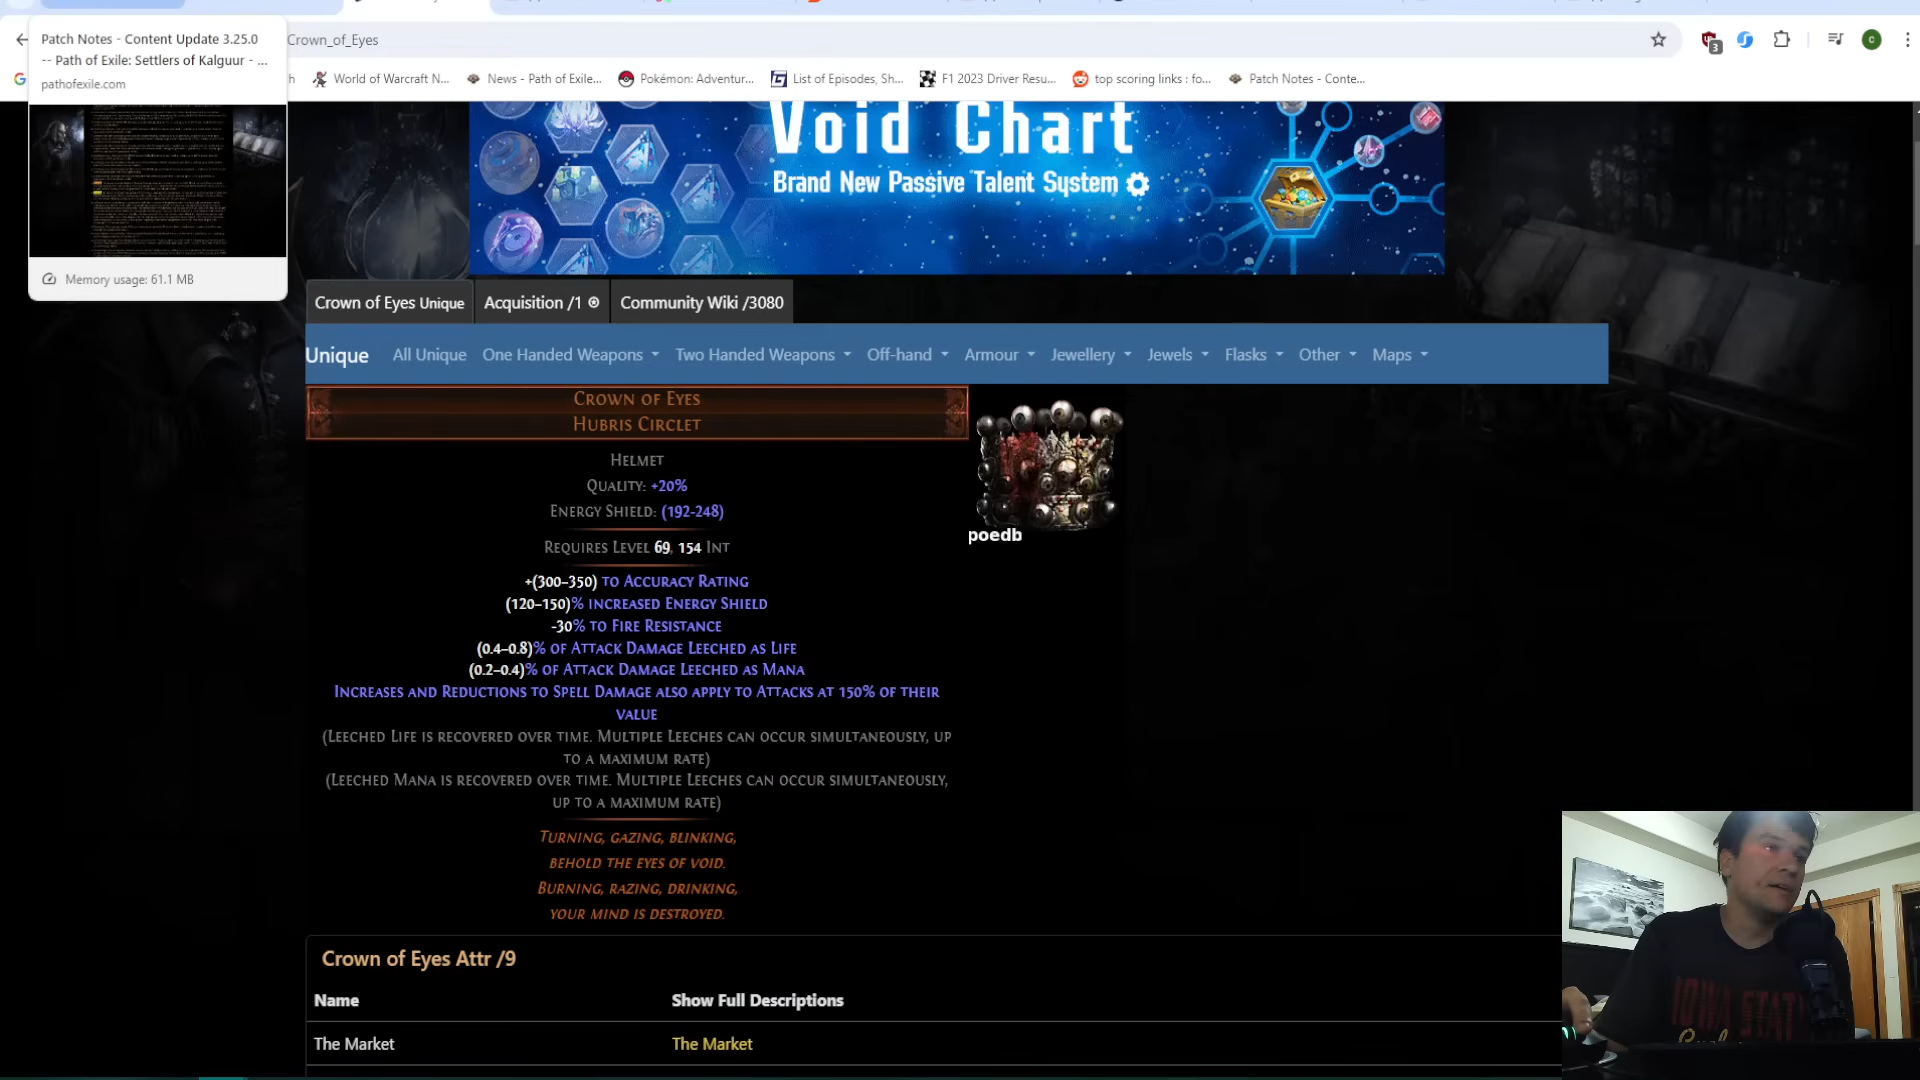 Patch Notes - Content Update 3.25.0
-- Path of Exile: Settlers of Kalguur - ...
pathofexile.com
Memory usage: 61.1 MB
Crown_of_Eyes
3
C
G
h
World of Warcraft N...
News - Path of Exile...
Pokémon: Adventur...
List of Episodes, Sh...
F1 2023 Driver Resu...
top scoring links : fo...
Patch Notes - Conte...
Void Chart
Brand New Passive Talent System
Crown of Eyes Unique
Acquisition /1
Community Wiki /3080
Unique
All Unique
One Handed Weapons
Two Handed Weapons
Off-hand
Armour
Jewellery
Jewels
Flasks
Other
Maps
Crown of Eyes
Hubris Circlet
Helmet
Quality: +20%
Energy Shield: (192-248)
Requires Level 69, 154 Int
+(300–350) to Accuracy Rating
(120–150)% increased Energy Shield
-30% to Fire Resistance
(0.4–0.8)% of Attack Damage Leeched as Life
(0.2–0.4)% of Attack Damage Leeched as Mana
Increases and Reductions to Spell Damage also apply to Attacks at 150% of their
value
(Leeched Life is recovered over time. Multiple Leeches can occur simultaneously, up
to a maximum rate)
(Leeched Mana is recovered over time. Multiple Leeches can occur simultaneously,
up to a maximum rate)
Turning, gazing, blinking,
behold the eyes of void.
Burning, razing, drinking,
your mind is destroyed.
poedb
Crown of Eyes Attr /9
Name
Show Full Descriptions
The Market
The Market
IOWA STAT